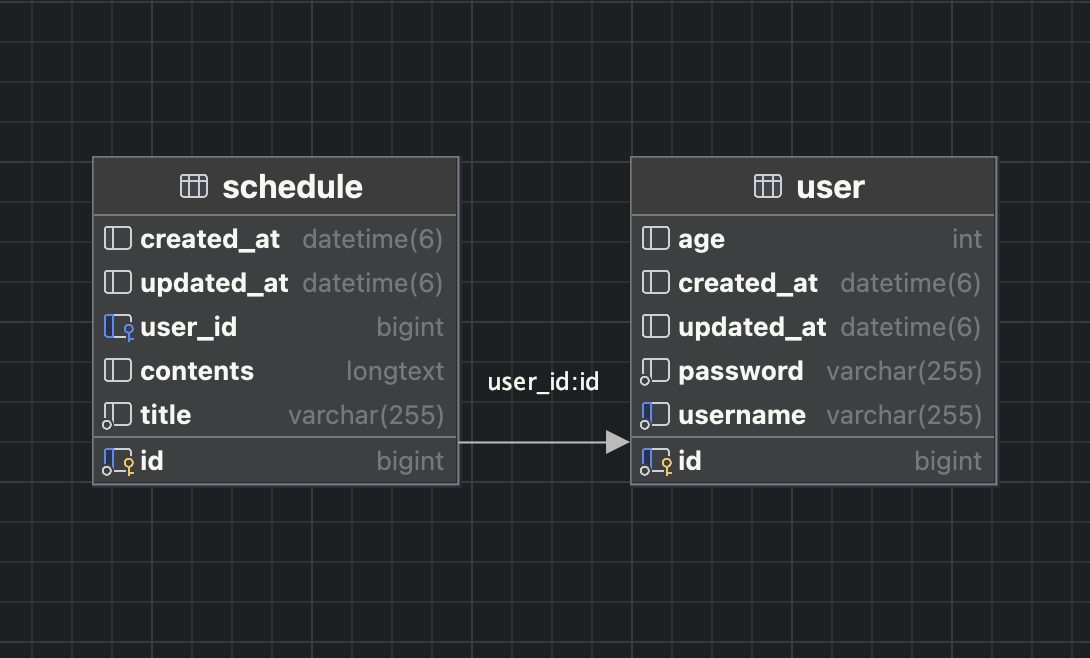 schedule
created_at datetime(6)
updated_at datetime(6)
user_id bigint
contents longtext
title varchar(255)
id bigint
user_id:id
user
age int
created_at datetime(6)
updated_at datetime(6)
password varchar(255)
username varchar(255)
id bigint